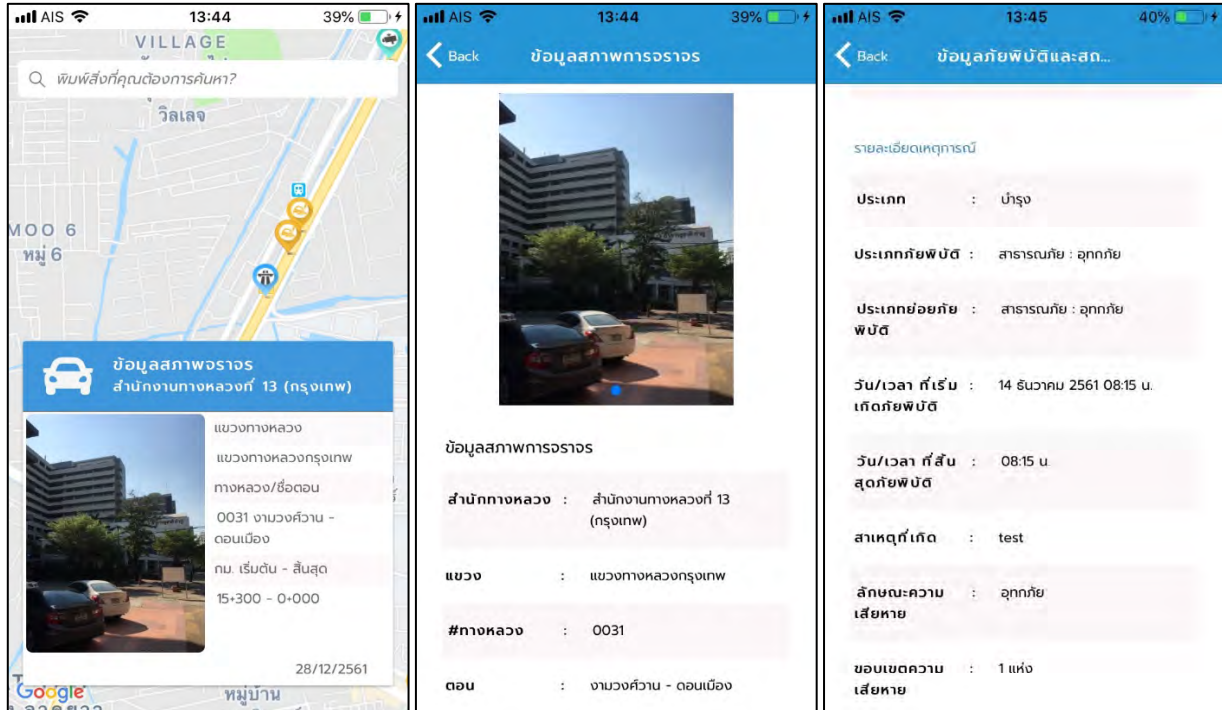 AIS 13:44 39%
VILLAGE
พิมพ์สิ่งที่คุณต้องการค้นหา?
วิลเลจ
MOO 6
หมู่ 6
ข้อมูลสภาพจราจร
สำนักงานทางหลวงที่ 13 (กรุงเทพ)
แขวงทางหลวง
แขวงทางหลวงกรุงเทพ
ทางหลวง/ชื่อตอน
0031 งามวงศ์วาน -
ดอนเมือง
กม. เริ่มต้น - สิ้นสุด
15+300 - 0+000
28/12/2561
Google
หมู่บ้าน
AIS 13:44 39%
Back ข้อมูลสภาพการจราจร
ข้อมูลสภาพการจราจร
สำนักทางหลวง : สำนักงานทางหลวงที่ 13
(กรุงเทพ)
แขวง : แขวงทางหลวงกรุงเทพ
#ทางหลวง : 0031
ตอน : งามวงศ์วาน - ดอนเมือง
AIS 13:45 40%
Back ข้อมูลภัยพิบัติและสถ...
รายละเอียดเหตุการณ์
ประเภท : บำรุง
ประเภทภัยพิบัติ : สาธารณภัย : อุทกภัย
ประเภทย่อยภัย : สาธารณภัย : อุทกภัย
พิบัติ
วัน/เวลา ที่เริ่ม : 14 ธันวาคม 2561 08:15 น.
เกิดภัยพิบัติ
วัน/เวลา ที่สิ้น : 08:15 น.
สุดภัยพิบัติ
สาเหตุที่เกิด : test
ลักษณะความ : อุทกภัย
เสียหาย
ขอบเขตความ : 1 แห่ง
เสียหาย